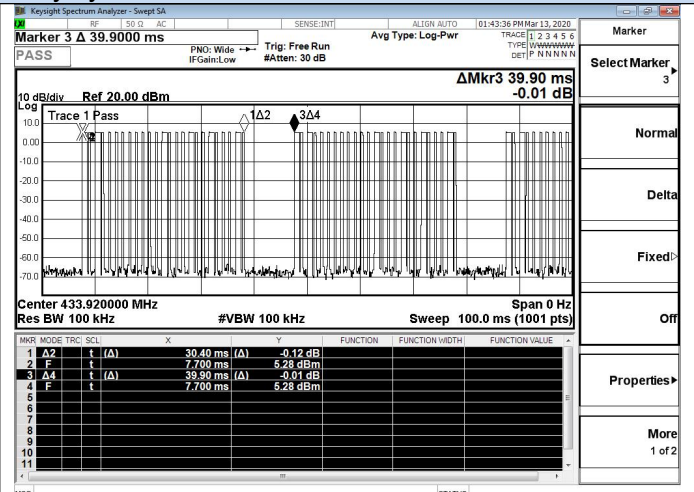 Keysight Spectrum Analyzer - Swept SA
RF 50 Ω AC SENSE:INT ALIGN AUTO 01:43:36 PM Mar 13, 2020
Marker 3 Δ 39.9000 ms
PNO: Wide
IFGain:Low
Trig: Free Run
#Atten: 30 dB
Avg Type: Log-Pwr
TRACE 1 2 3 4 5 6
TYPE WWWWWW
DET P N N N N N
PASS
ΔMkr3 39.90 ms
-0.01 dB
10 dB/div Ref 20.00 dBm
Log
Trace 1 Pass
1Δ2
3Δ4
10.0
0.00
-10.0
-20.0
-30.0
-40.0
-50.0
-60.0
-70.0
Center 433.920000 MHz Span 0 Hz
Res BW 100 kHz #VBW 100 kHz Sweep 100.0 ms (1001 pts)
MKR MODE TRC SCL X Y FUNCTION FUNCTION WIDTH FUNCTION VALUE
1 Δ2 t (Δ) 30.40 ms (Δ) -0.12 dB
2 F t 7.700 ms 5.28 dBm
3 Δ4 t (Δ) 39.90 ms (Δ) -0.01 dB
4 F t 7.700 ms 5.28 dBm
5
6
7
8
9
10
11
Marker
Select Marker
3
Normal
Delta
Fixed
Off
Properties
More
1 of 2